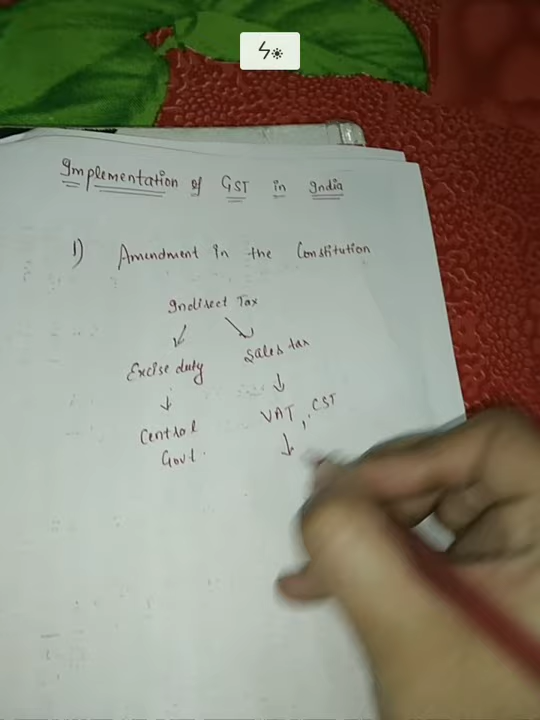 Implementation of GST in India
1) Amendment in the Constitution
Indirect Tax
Excise duty
Sales tax
VAT, CST
Central
Govt.